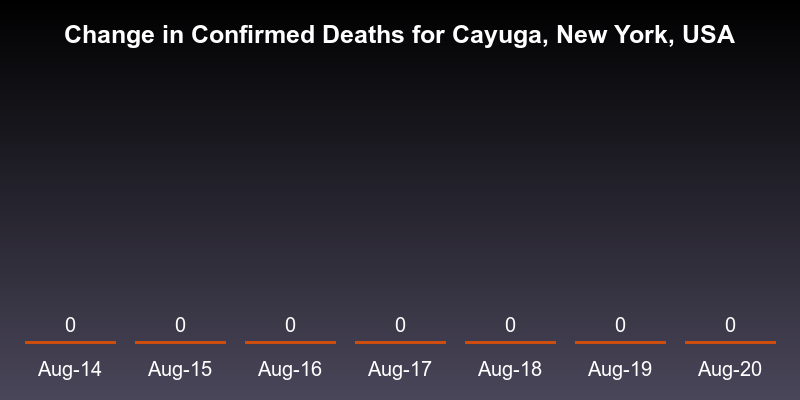 Change in Confirmed Deaths for Cayuga, New York, USA
0 0 0 0 0 0 0
Aug-14 Aug-15 Aug-16 Aug-17 Aug-18 Aug-19 Aug-20